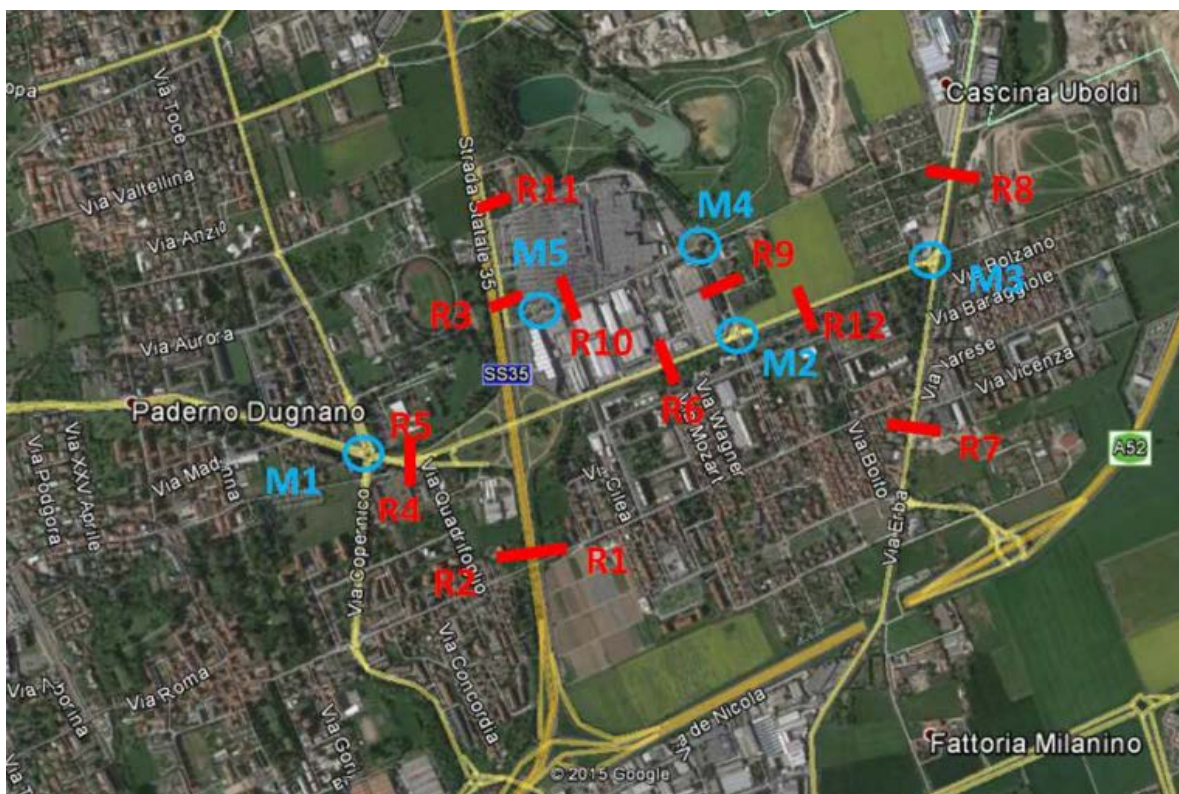 opa
Via Toce
Cascina Uboldi
Via Valtellina
Strada Statale 35
R11
R8
M4
Via Anzio
M5
R9
Via Bolzano
M3
Via Baraggiole
R3
R12
Via Aurora
R10
M2
Via Varese
Via Vicenza
SS35
R6
Paderno Dugnano
R5
Via Mozart
Via Wagner
R7
A52
Via Podgora
Via XXV Aprile
Via Madonna
M1
R4
Via Quadrifoglio
Via Cilea
Via Boito
Via Copernico
Via Erba
R2
R1
Via Concordia
Via Roma
a de Nicola
Fattoria Milanino
© 2015 Google